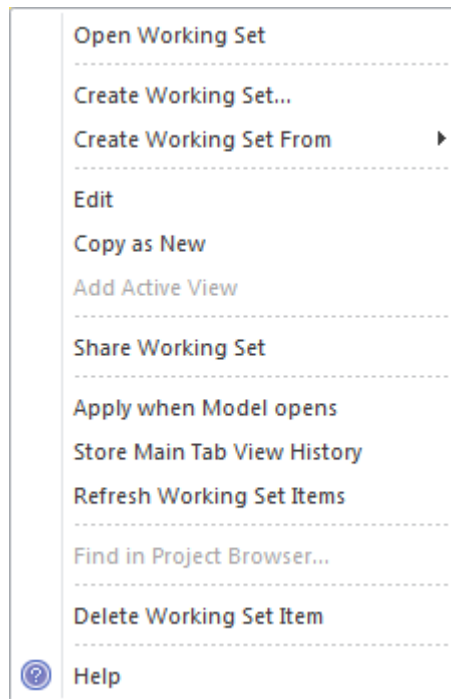 Open Working Set
Create Working Set...
Create Working Set From
Edit
Copy as New
Add Active View
Share Working Set
Apply when Model opens
Store Main Tab View History
Refresh Working Set Items
Find in Project Browser...
Delete Working Set Item
? Help